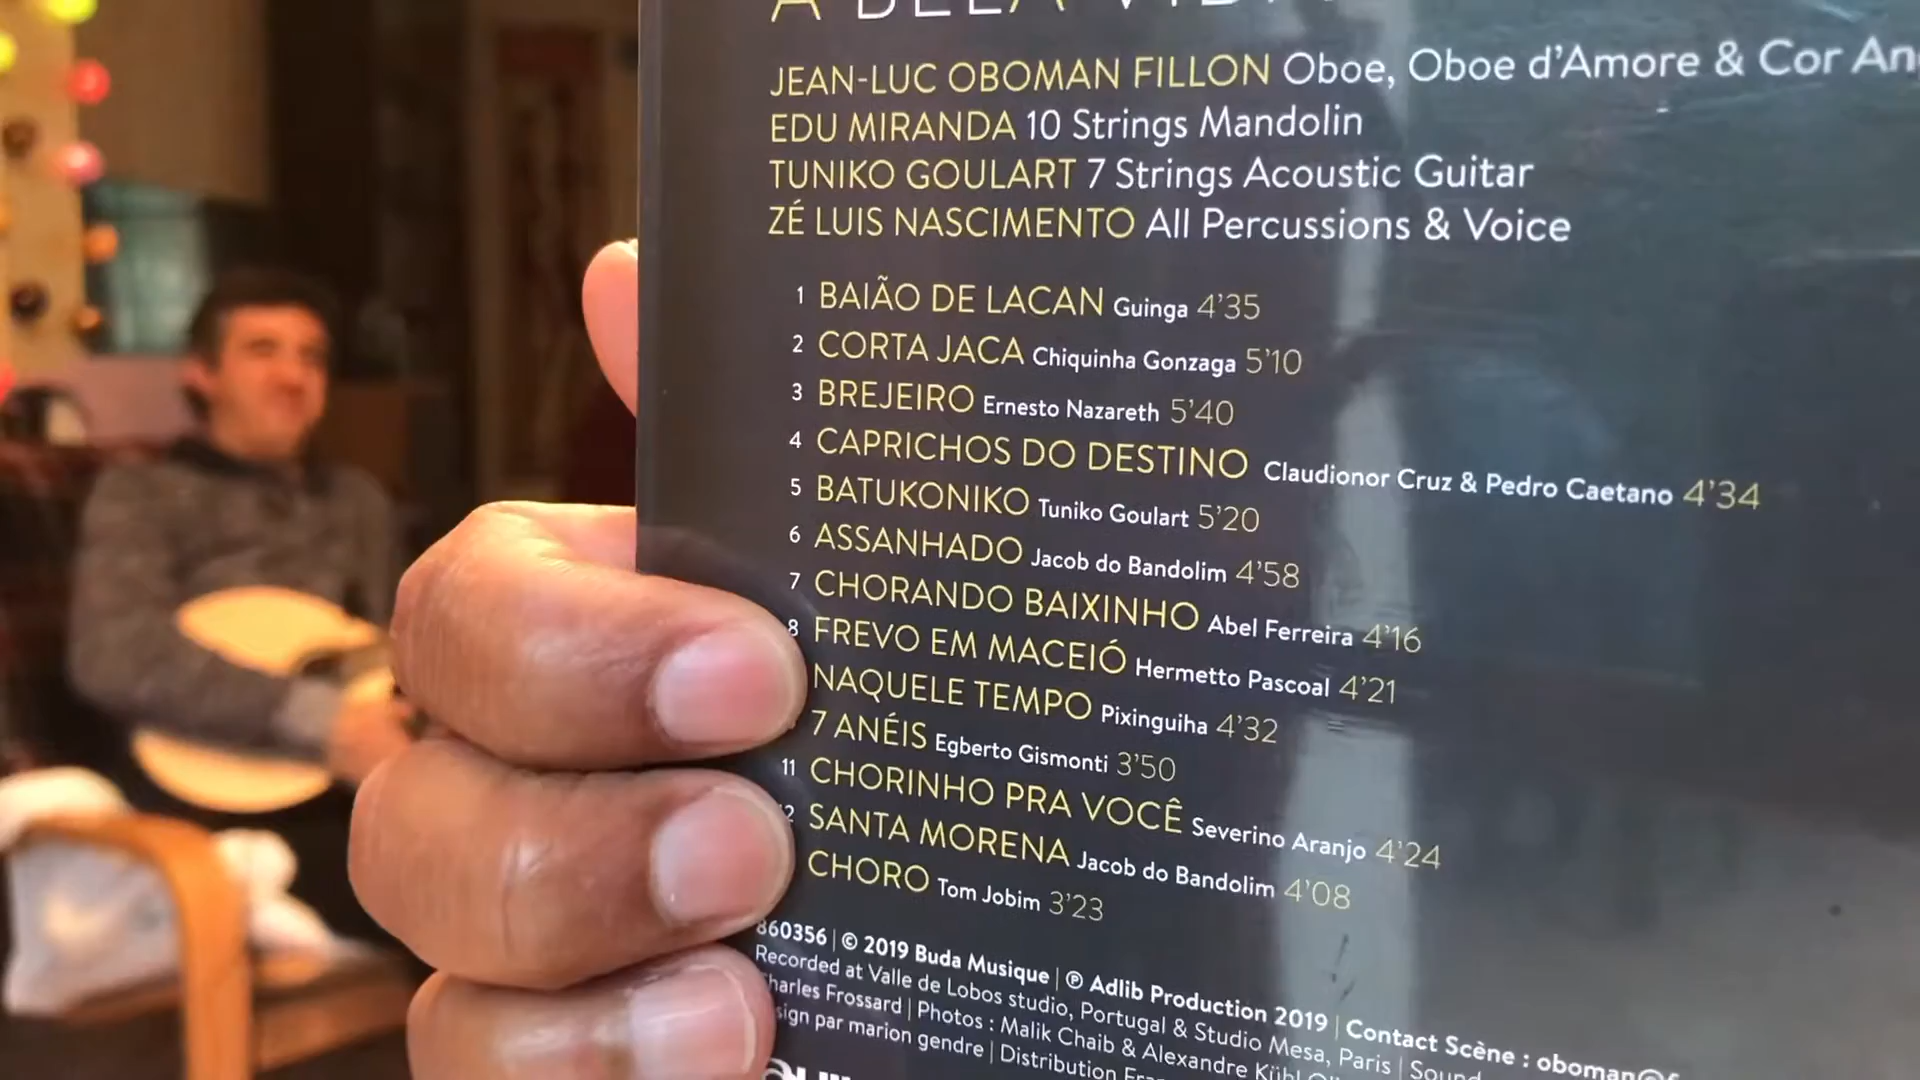 A BELA VIDA
JEAN-LUC OBOMAN FILLON Oboe, Oboe d'Amore & Cor
EDU MIRANDA 10 Strings Mandolin
TUNIKO GOULART 7 Strings Acoustic Guitar
ZÉ LUIS NASCIMENTO All Percussions & Voice
1 BAIÃO DE LACAN Guinga 4'35
2 CORTA JACA Chiquinha Gonzaga 5'10
3 BREJEIRO Ernesto Nazareth 5'40
4 CAPRICHOS DO DESTINO Claudionor Cruz & Pedro Caetano 4'34
5 BATUKONIKO Tuniko Goulart 5'20
6 ASSANHADO Jacob do Bandolim 4'58
7 CHORANDO BAIXINHO Abel Ferreira 4'16
8 FREVO EM MACEIÓ Hermetto Pascoal 4'21
NAQUELE TEMPO Pixinguiha 4'32
7 ANÉIS Egberto Gismonti 3'50
11 CHORINHO PRA VOCÊ Severino Aranjo 4'24
2 SANTA MORENA Jacob do Bandolim 4'08
CHORO Tom Jobim 3'23
860356 | © 2019 Buda Musique | ℗ Adlib Production 2019 | Contact Scène :
Recorded at Valle de Lobos studio, Portugal & Studio Mesa, Paris | Sound
harles Frossard | Photos : Malik Chaib & Alexandre Kühl
sign par marion gendre | Distribution